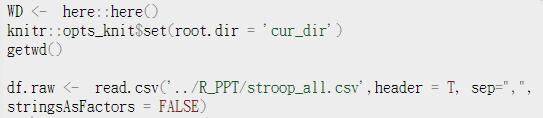 WD <- here::here()
knitr::opts_knit$set(root.dir = 'cur_dir')
getwd()
df.raw <- read.csv('../R_PPT/stroop_all.csv',header = T, sep=",",
stringsAsFactors = FALSE)